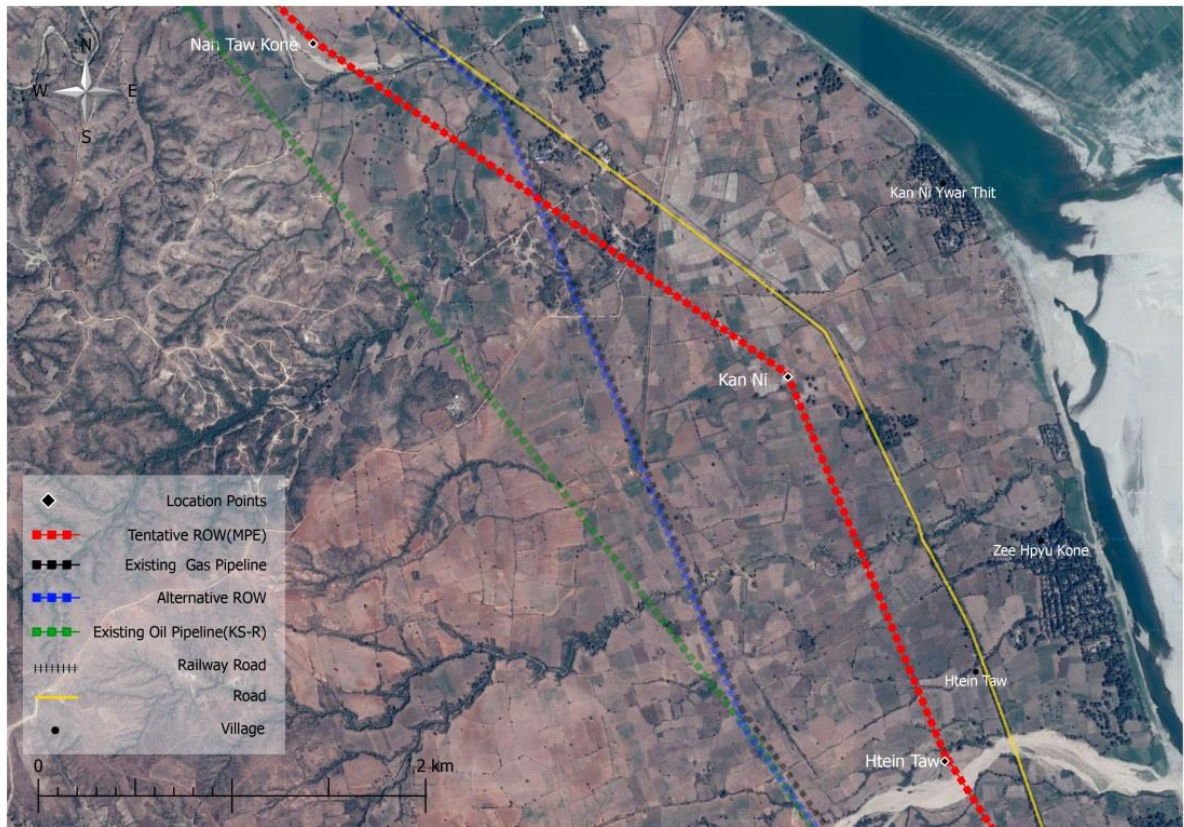 Nan Taw Kone
N
W
E
S
Kan Ni Ywar Thit
Kan Ni
Zee Hpyu Kone
Htein Taw
Htein Taw
Location Points
Tentative ROW(MPE)
Existing Gas Pipeline
Alternative ROW
Existing Oil Pipeline(KS-R)
Railway Road
Road
Village
0
2 km